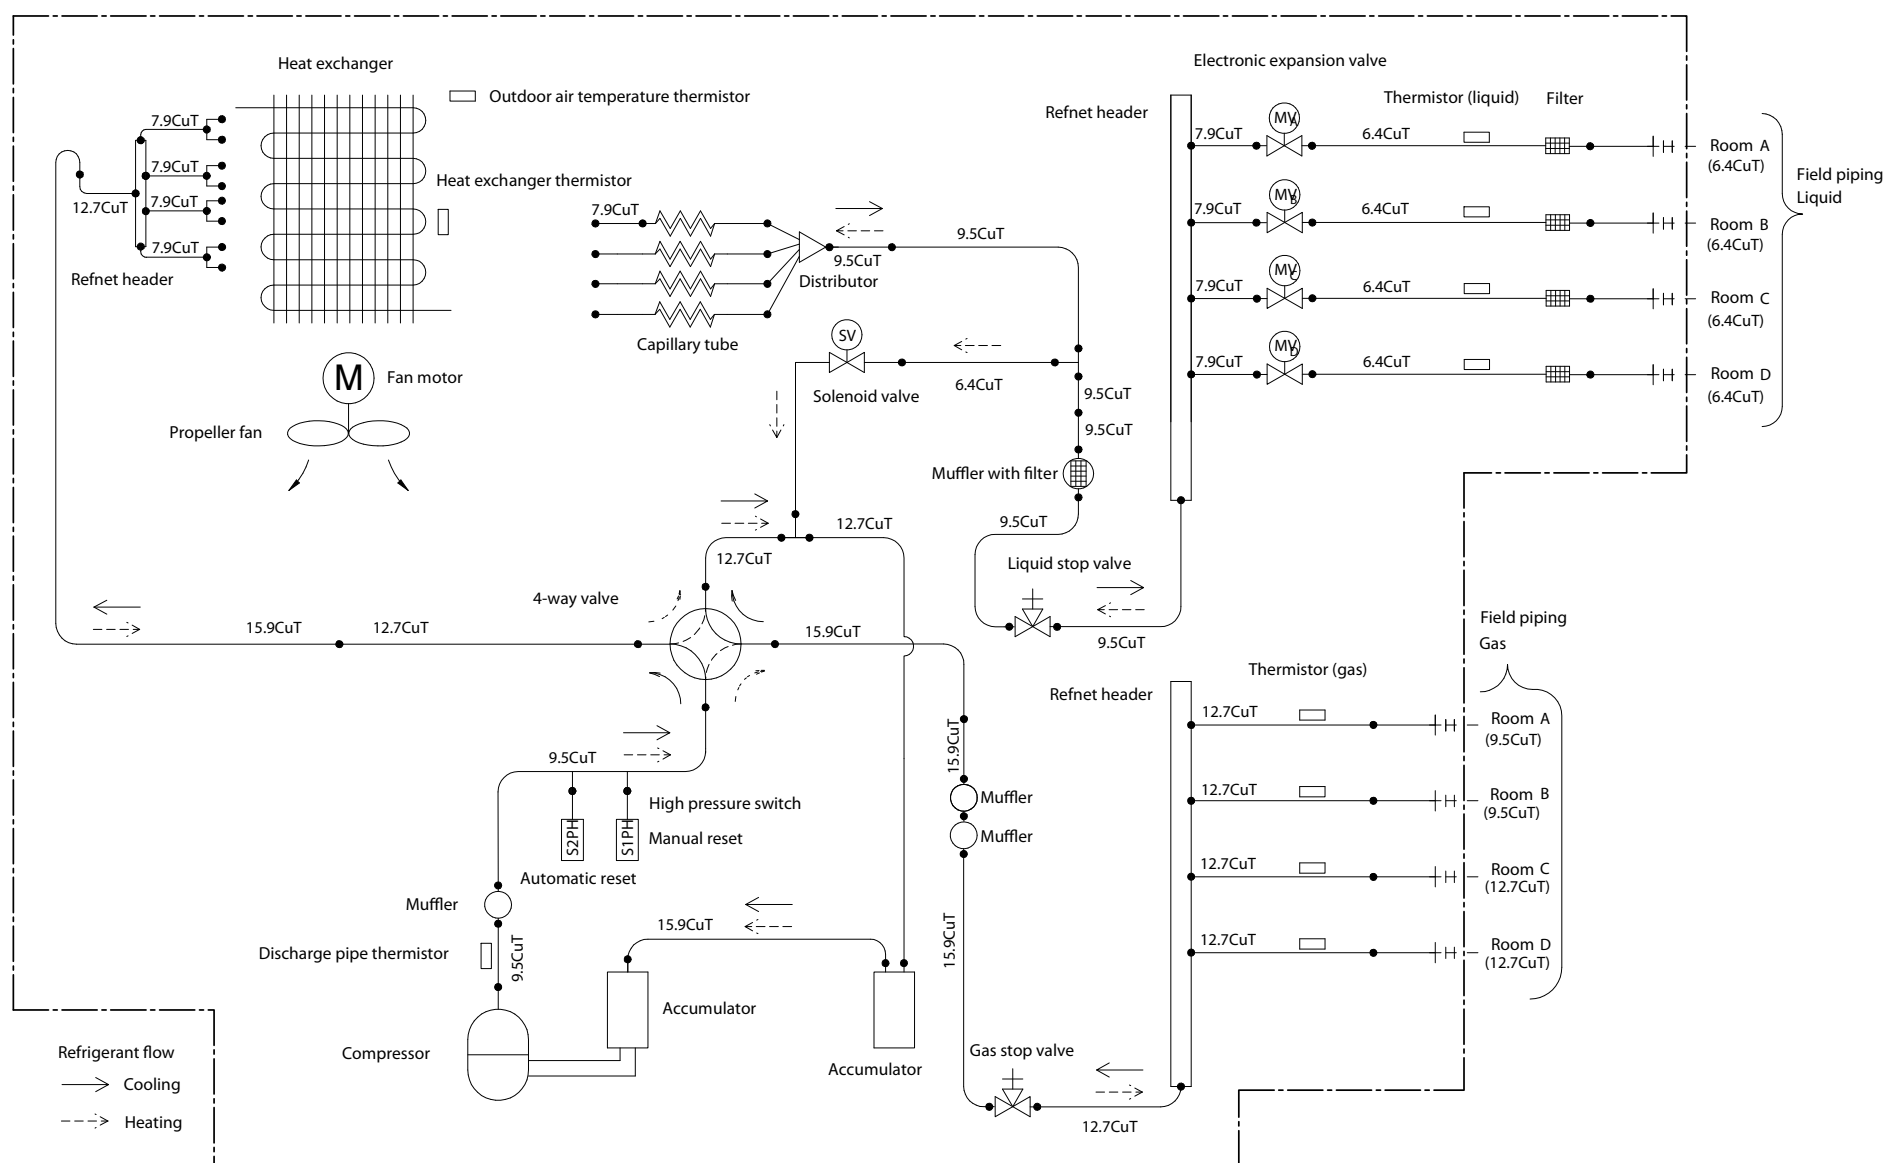 Heat exchanger
Outdoor air temperature thermistor
7.9CuT
7.9CuT
7.9CuT
7.9CuT
12.7CuT
Refnet header
Heat exchanger thermistor
7.9CuT
9.5CuT
9.5CuT
Distributor
Capillary tube
M
Fan motor
Propeller fan
SV
Solenoid valve
6.4CuT
9.5CuT
9.5CuT
Muffler with filter
9.5CuT
Liquid stop valve
9.5CuT
Electronic expansion valve
Refnet header
Thermistor (liquid)
Filter
7.9CuT
MVA
6.4CuT
Room A
(6.4CuT)
7.9CuT
MVB
6.4CuT
Room B
(6.4CuT)
7.9CuT
MVC
6.4CuT
Room C
(6.4CuT)
7.9CuT
MVD
6.4CuT
Room D
(6.4CuT)
Field piping
Liquid
12.7CuT
12.7CuT
4-way valve
15.9CuT
12.7CuT
15.9CuT
9.5CuT
High pressure switch
S2PH
S1PH
Manual reset
Automatic reset
Muffler
Discharge pipe thermistor
9.5CuT
15.9CuT
Accumulator
Compressor
Accumulator
15.9CuT
Muffler
Muffler
15.9CuT
Gas stop valve
12.7CuT
Field piping
Gas
Thermistor (gas)
Refnet header
12.7CuT
Room A
(9.5CuT)
12.7CuT
Room B
(9.5CuT)
12.7CuT
Room C
(12.7CuT)
12.7CuT
Room D
(12.7CuT)
Refrigerant flow
Cooling
Heating